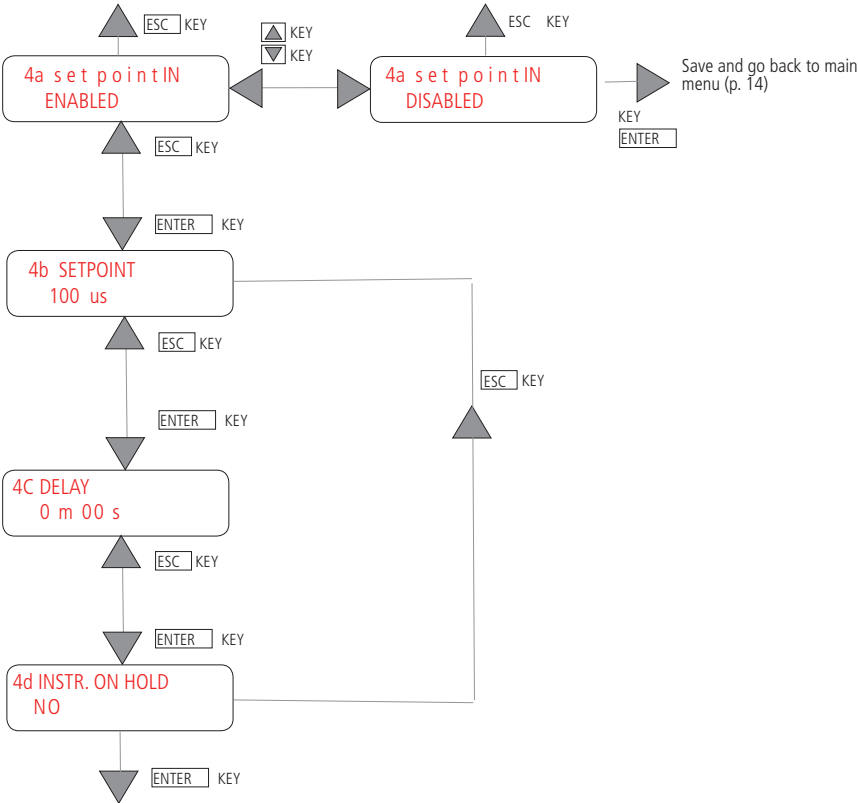 ESC KEY
KEY
KEY
ESC KEY
4a set point IN
ENABLED
4a set point IN
DISABLED
Save and go back to main
menu (p. 14)
KEY
ENTER
ESC KEY
ENTER KEY
4b SETPOINT
100 us
ESC KEY
ESC KEY
ENTER KEY
4C DELAY
0 m 00 s
ESC KEY
ENTER KEY
4d INSTR. ON HOLD
NO
ENTER KEY